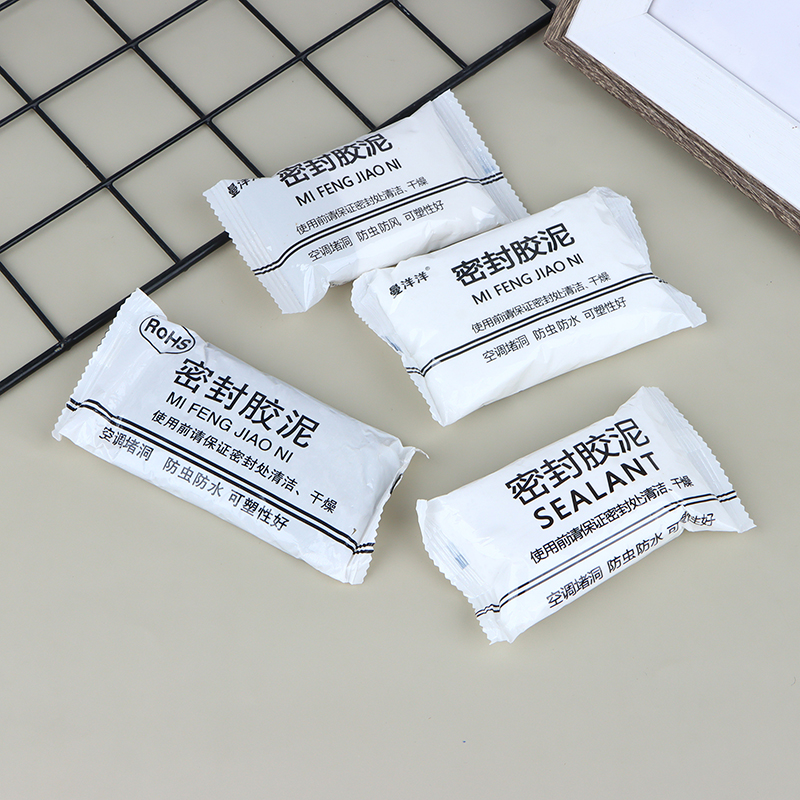 曼洋洋
密封胶泥
MI FENG JIAO NI
使用前请保证密封处清洁、干燥
空调堵洞 防虫防风 可塑性好
曼洋洋®
密封胶泥
MI FENG JIAO NI
使用前请保证密封处清洁、干燥
空调堵洞 防虫防水 可塑性好
ROHS
密封胶泥
MI FENG JIAO NI
使用前请保证密封处清洁、干燥
空调堵洞 防虫防水 可塑性好
密封胶泥
SEALANT
使用前请保证密封处清洁、干燥
空调堵洞 防虫防水 可塑性好